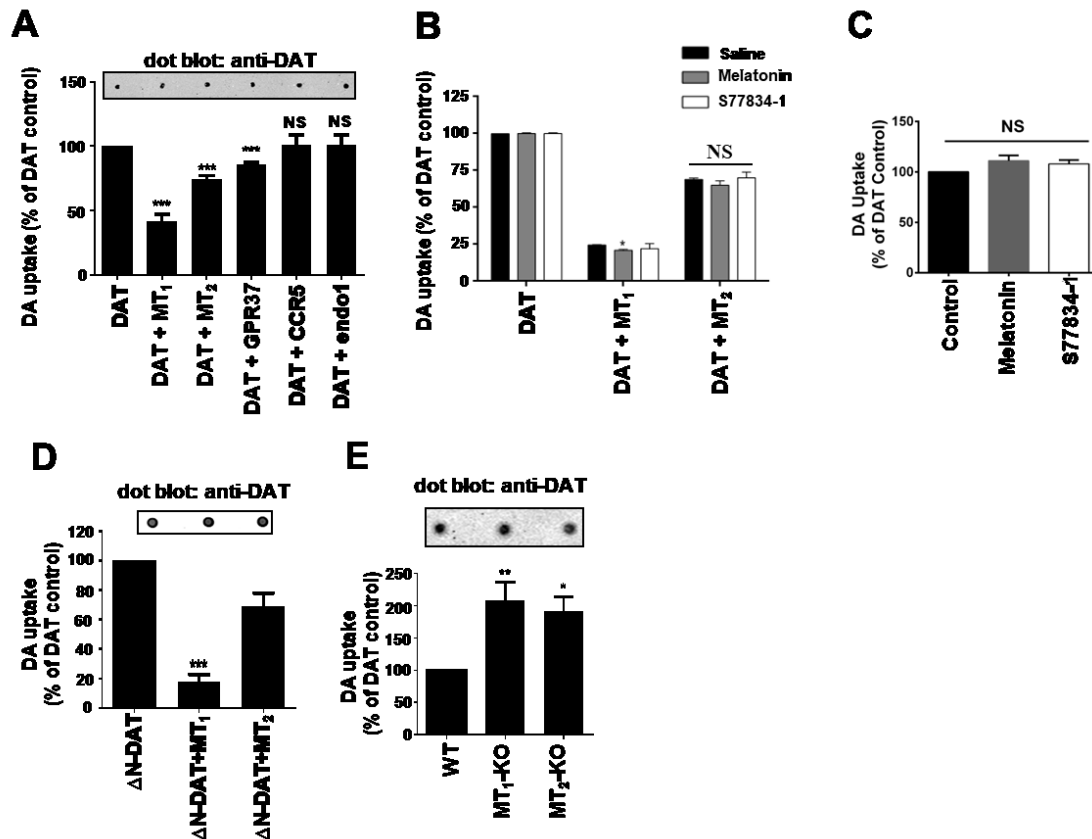 A
dot blot: anti-DAT
DA uptake (% of DAT control)
150
100
50
0
*** *** *** NS NS
DAT
DAT + MT1
DAT + MT2
DAT + GPR37
DAT + CCR5
DAT + endo1
B
Saline
Melatonin
S77834-1
DA uptake (% of DAT control)
125
100
75
50
25
0
*
NS
DAT
DAT + MT1
DAT + MT2
C
NS
DA Uptake
(% of DAT Control)
150
100
50
0
Control
Melatonin
S77834-1
D
dot blot: anti-DAT
DA uptake
(% of DAT control)
120
100
80
60
40
20
0
***
ΔN-DAT
ΔN-DAT+MT1
ΔN-DAT+MT2
E
dot blot: anti-DAT
DA uptake
(% of DAT control)
250
200
150
100
50
0
** *
WT
MT1-KO
MT2-KO